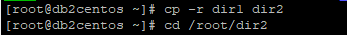 [root@db2centos ~]# cp -r dir1 dir2
[root@db2centos ~]# cd /root/dir2